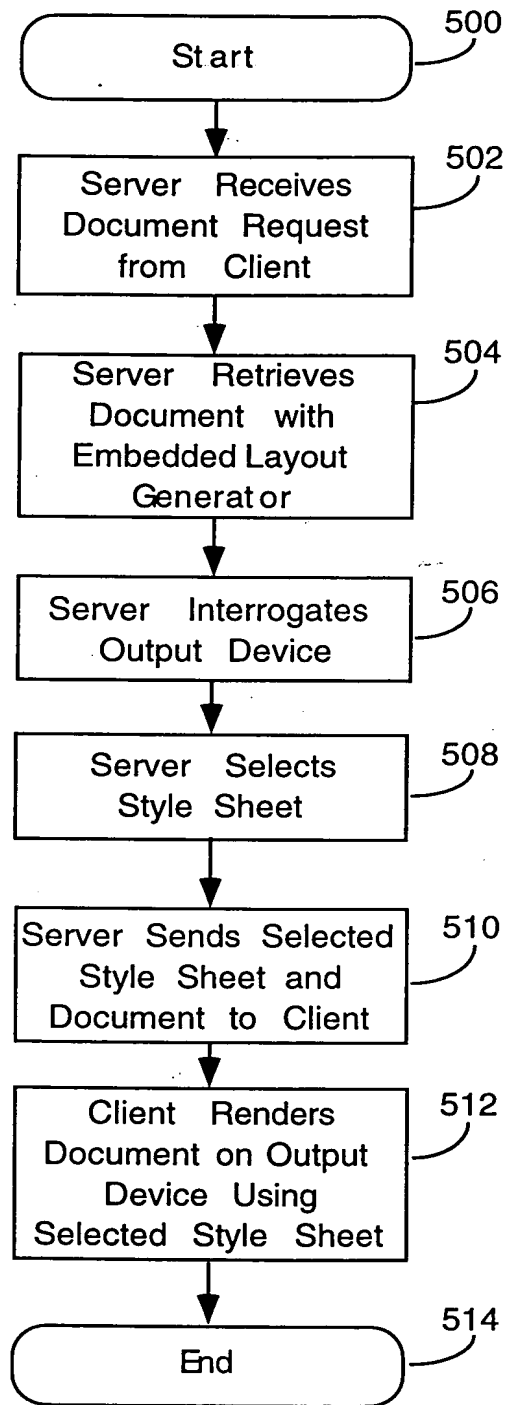 Start
500
Server Receives
Document Request
from Client
502
Server Retrieves
Document with
Embedded Layout
Generator
504
Server Interrogates
Output Device
506
Server Selects
Style Sheet
508
Server Sends Selected
Style Sheet and
Document to Client
510
Client Renders
Document on Output
Device Using
Selected Style Sheet
512
End
514